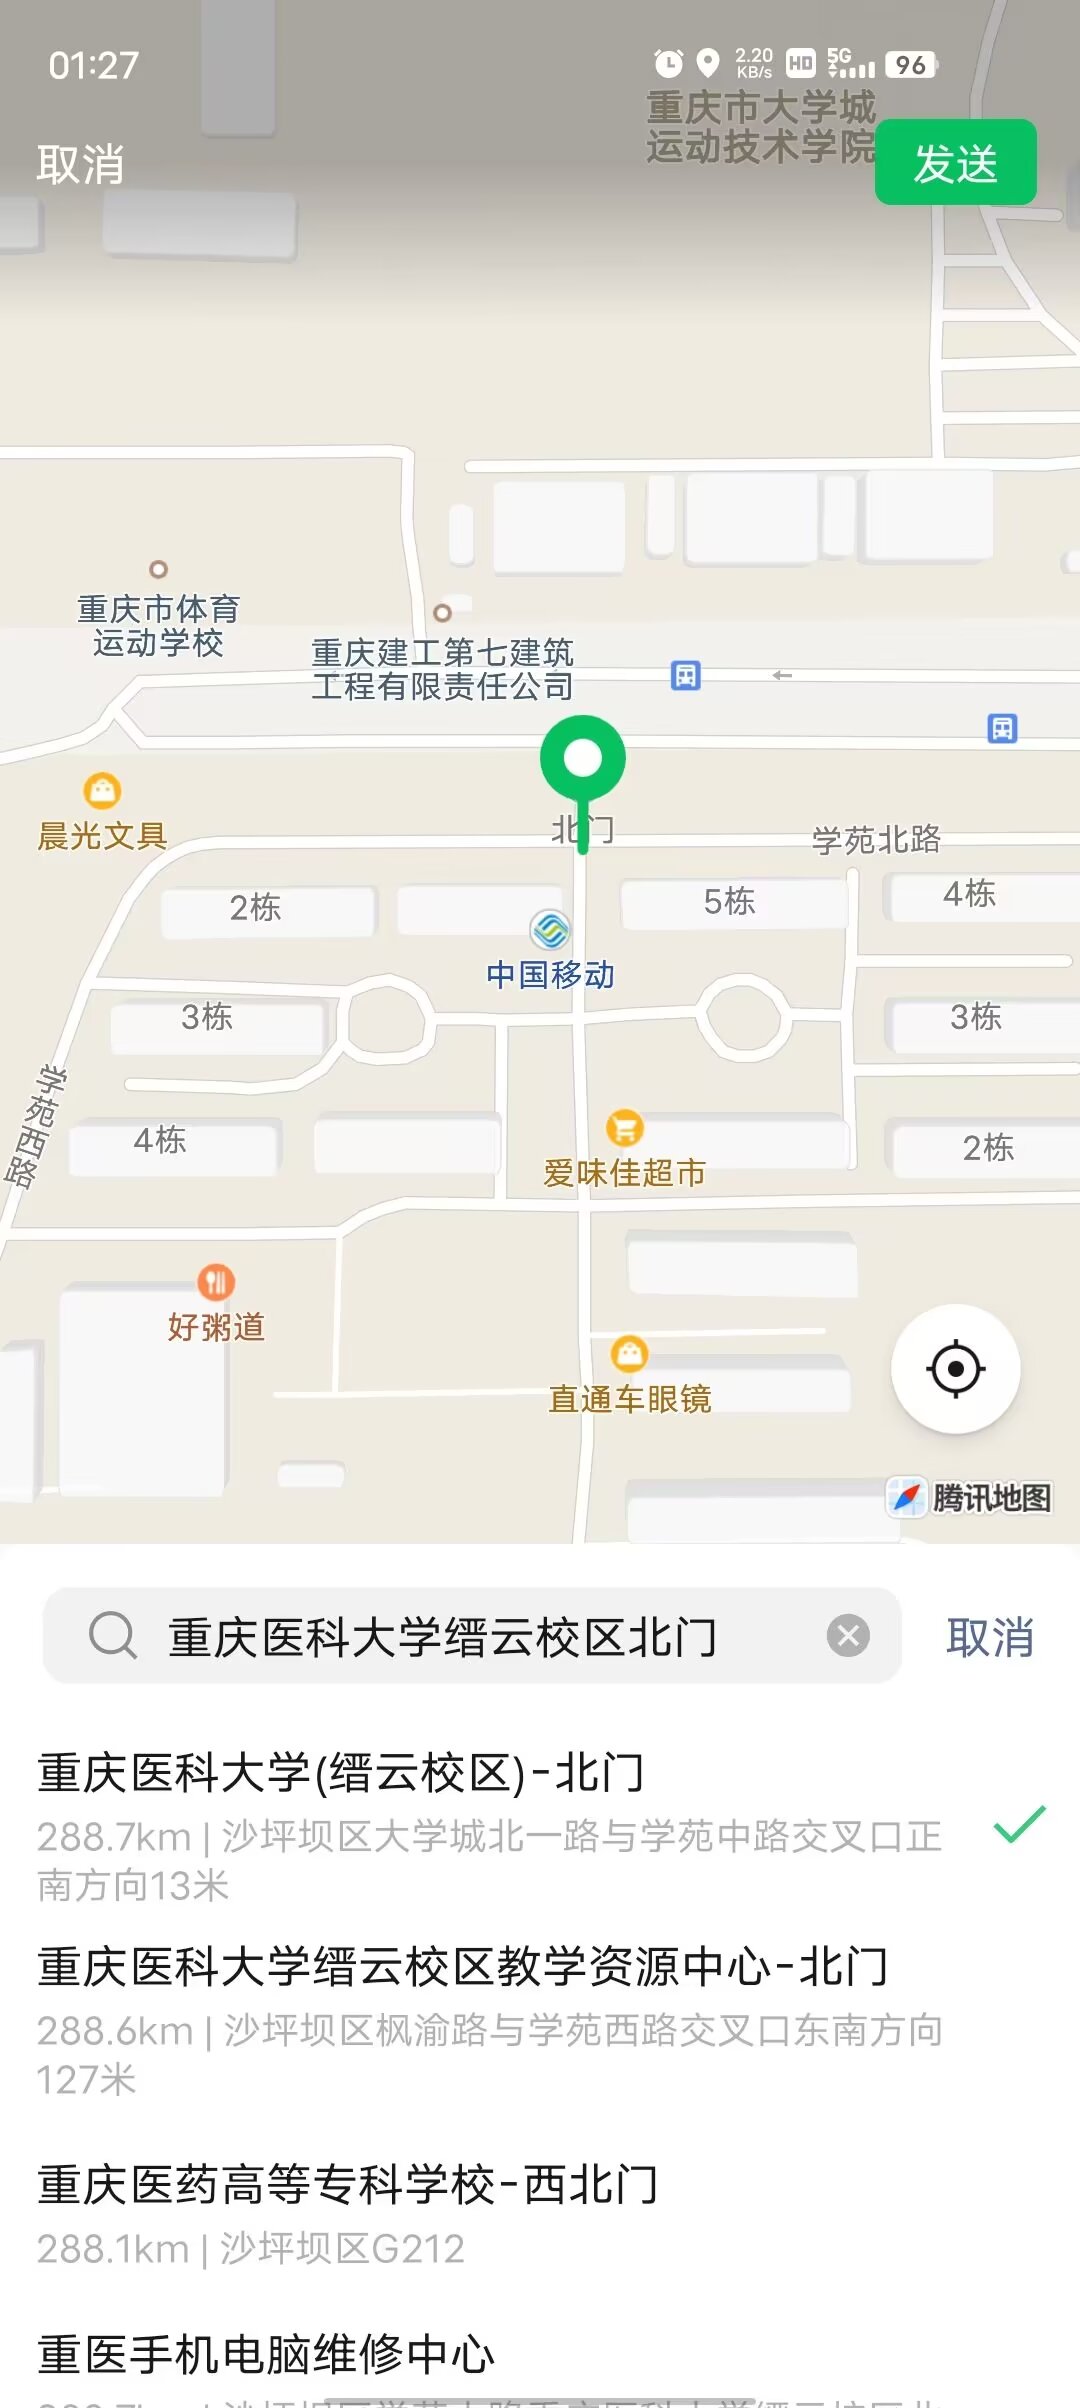 01:27
2.20
KB/s
HD
5G
96
重庆市大学城
运动技术学院
取消
发送
重庆市体育
运动学校
重庆建工第七建筑
工程有限责任公司
晨光文具
北门
学苑北路
2栋
5栋
4栋
中国移动
3栋
3栋
学苑西路
4栋
爱味佳超市
2栋
好粥道
直通车眼镜
腾讯地图
重庆医科大学缙云校区北门
取消
重庆医科大学(缙云校区)-北门
288.7km | 沙坪坝区大学城北一路与学苑中路交叉口正
南方向13米
重庆医科大学缙云校区教学资源中心-北门
288.6km | 沙坪坝区枫渝路与学苑西路交叉口东南方向
127米
重庆医药高等专科学校-西北门
288.1km | 沙坪坝区G212
重医手机电脑维修中心